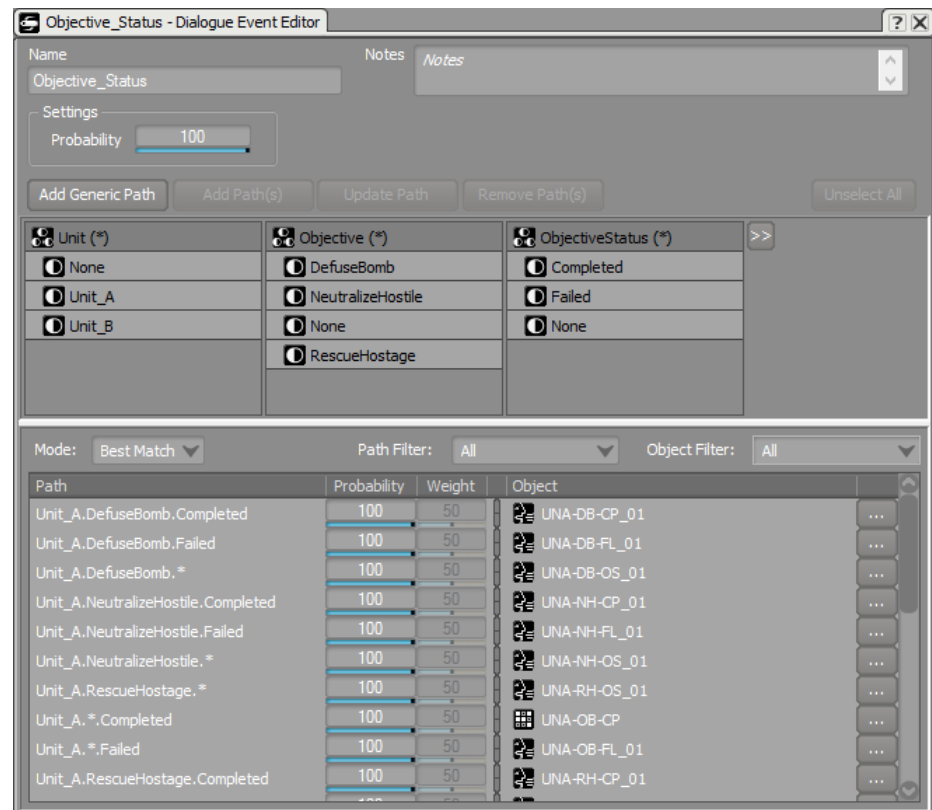 Objective_Status - Dialogue Event Editor ? X
Name
Notes
Notes
Objective_Status
Settings
Probability 100
Add Generic Path Add Path(s) Update Path Remove Path(s) Unselect All
Unit (*) Objective (*) ObjectiveStatus (*) >>
None DefuseBomb Completed
Unit_A NeutralizeHostile Failed
Unit_B None None
RescueHostage
Mode: Best Match Path Filter: All Object Filter: All
Path Probability Weight Object
Unit_A.DefuseBomb.Completed 100 50 UNA-DB-CP_01 ...
Unit_A.DefuseBomb.Failed 100 50 UNA-DB-FL_01 ...
Unit_A.DefuseBomb.* 100 50 UNA-DB-OS_01 ...
Unit_A.NeutralizeHostile.Completed 100 50 UNA-NH-CP_01 ...
Unit_A.NeutralizeHostile.Failed 100 50 UNA-NH-FL_01 ...
Unit_A.NeutralizeHostile.* 100 50 UNA-NH-OS_01 ...
Unit_A.RescueHostage.* 100 50 UNA-RH-OS_01 ...
Unit_A.*.Completed 100 50 UNA-OB-CP ...
Unit_A.*.Failed 100 50 UNA-OB-FL_01 ...
Unit_A.RescueHostage.Completed 100 50 UNA-RH-CP_01 ...